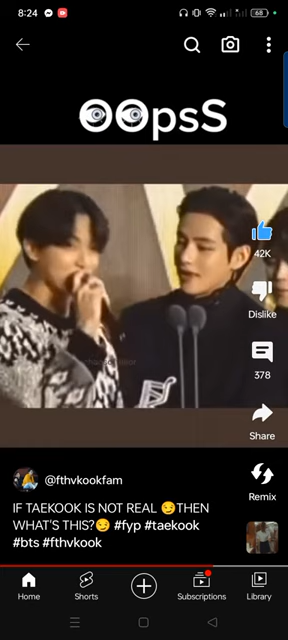 8:24
68
OOpsS
42K
Dislike
378
Share
Remix
@fthvkookfam
IF TAEKOOK IS NOT REAL 😏THEN
WHAT'S THIS?😏 #fyp #taekook
#bts #fthvkook
Home
Shorts
Subscriptions
Library